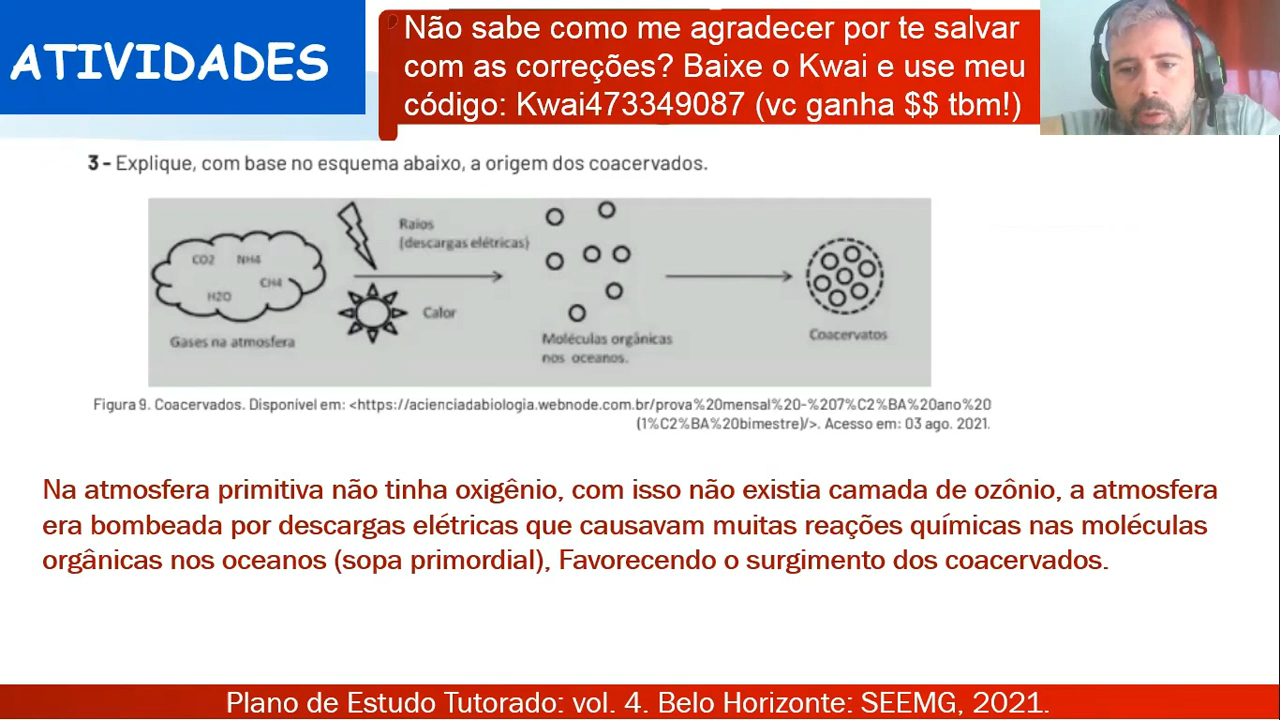 ATIVIDADES
Não sabe como me agradecer por te salvar
com as correções? Baixe o Kwai e use meu
código: Kwai473349087 (vc ganha $$ tbm!)
3 - Explique, com base no esquema abaixo, a origem dos coacervados.
Raios
(descargas elétricas)
CO2 NH4
CH4
H2O
Calor
Gases na atmosfera
Moléculas orgânicas
nos oceanos.
Coacervatos
Figura 9. Coacervados. Disponível em: <https://acienciadabiologia.webnode.com.br/prova%20mensal%20-%207%C2%BA%20ano%20
(1%C2%BA%20bimestre)/>. Acesso em: 03 ago. 2021.
Na atmosfera primitiva não tinha oxigênio, com isso não existia camada de ozônio, a atmosfera
era bombeada por descargas elétricas que causavam muitas reações químicas nas moléculas
orgânicas nos oceanos (sopa primordial), Favorecendo o surgimento dos coacervados.
Plano de Estudo Tutorado: vol. 4. Belo Horizonte: SEEMG, 2021.